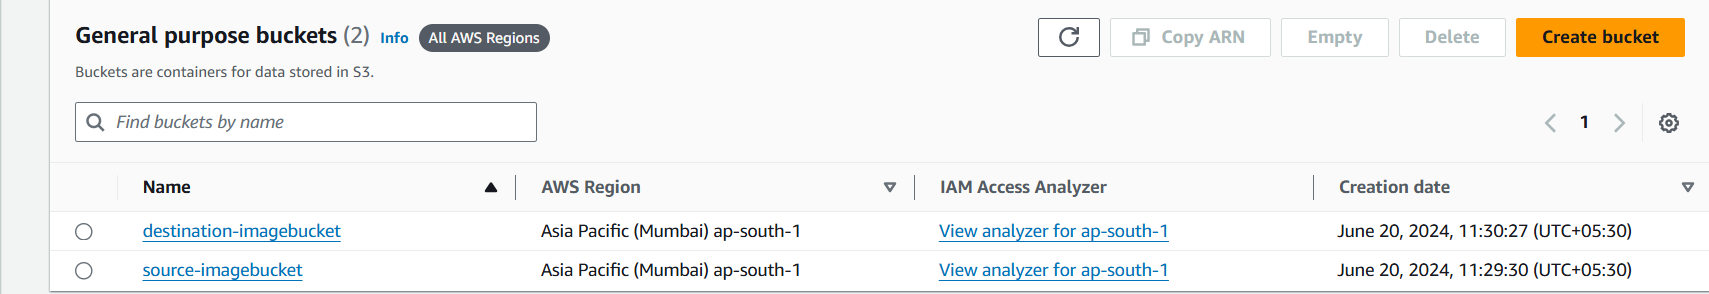 General purpose buckets (2) Info All AWS Regions
Copy ARN Empty Delete Create bucket
Buckets are containers for data stored in S3.
Find buckets by name
1
Name AWS Region IAM Access Analyzer Creation date
destination-imagebucket Asia Pacific (Mumbai) ap-south-1 View analyzer for ap-south-1 June 20, 2024, 11:30:27 (UTC+05:30)
source-imagebucket Asia Pacific (Mumbai) ap-south-1 View analyzer for ap-south-1 June 20, 2024, 11:29:30 (UTC+05:30)